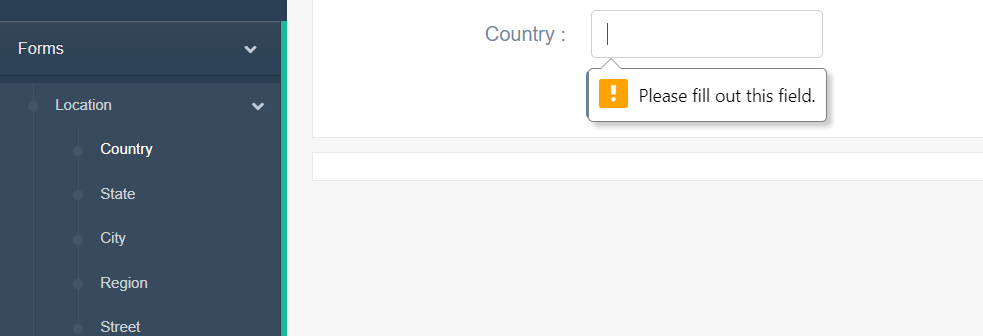 Forms
Location
Country
State
City
Region
Street
Country :
Please fill out this field.